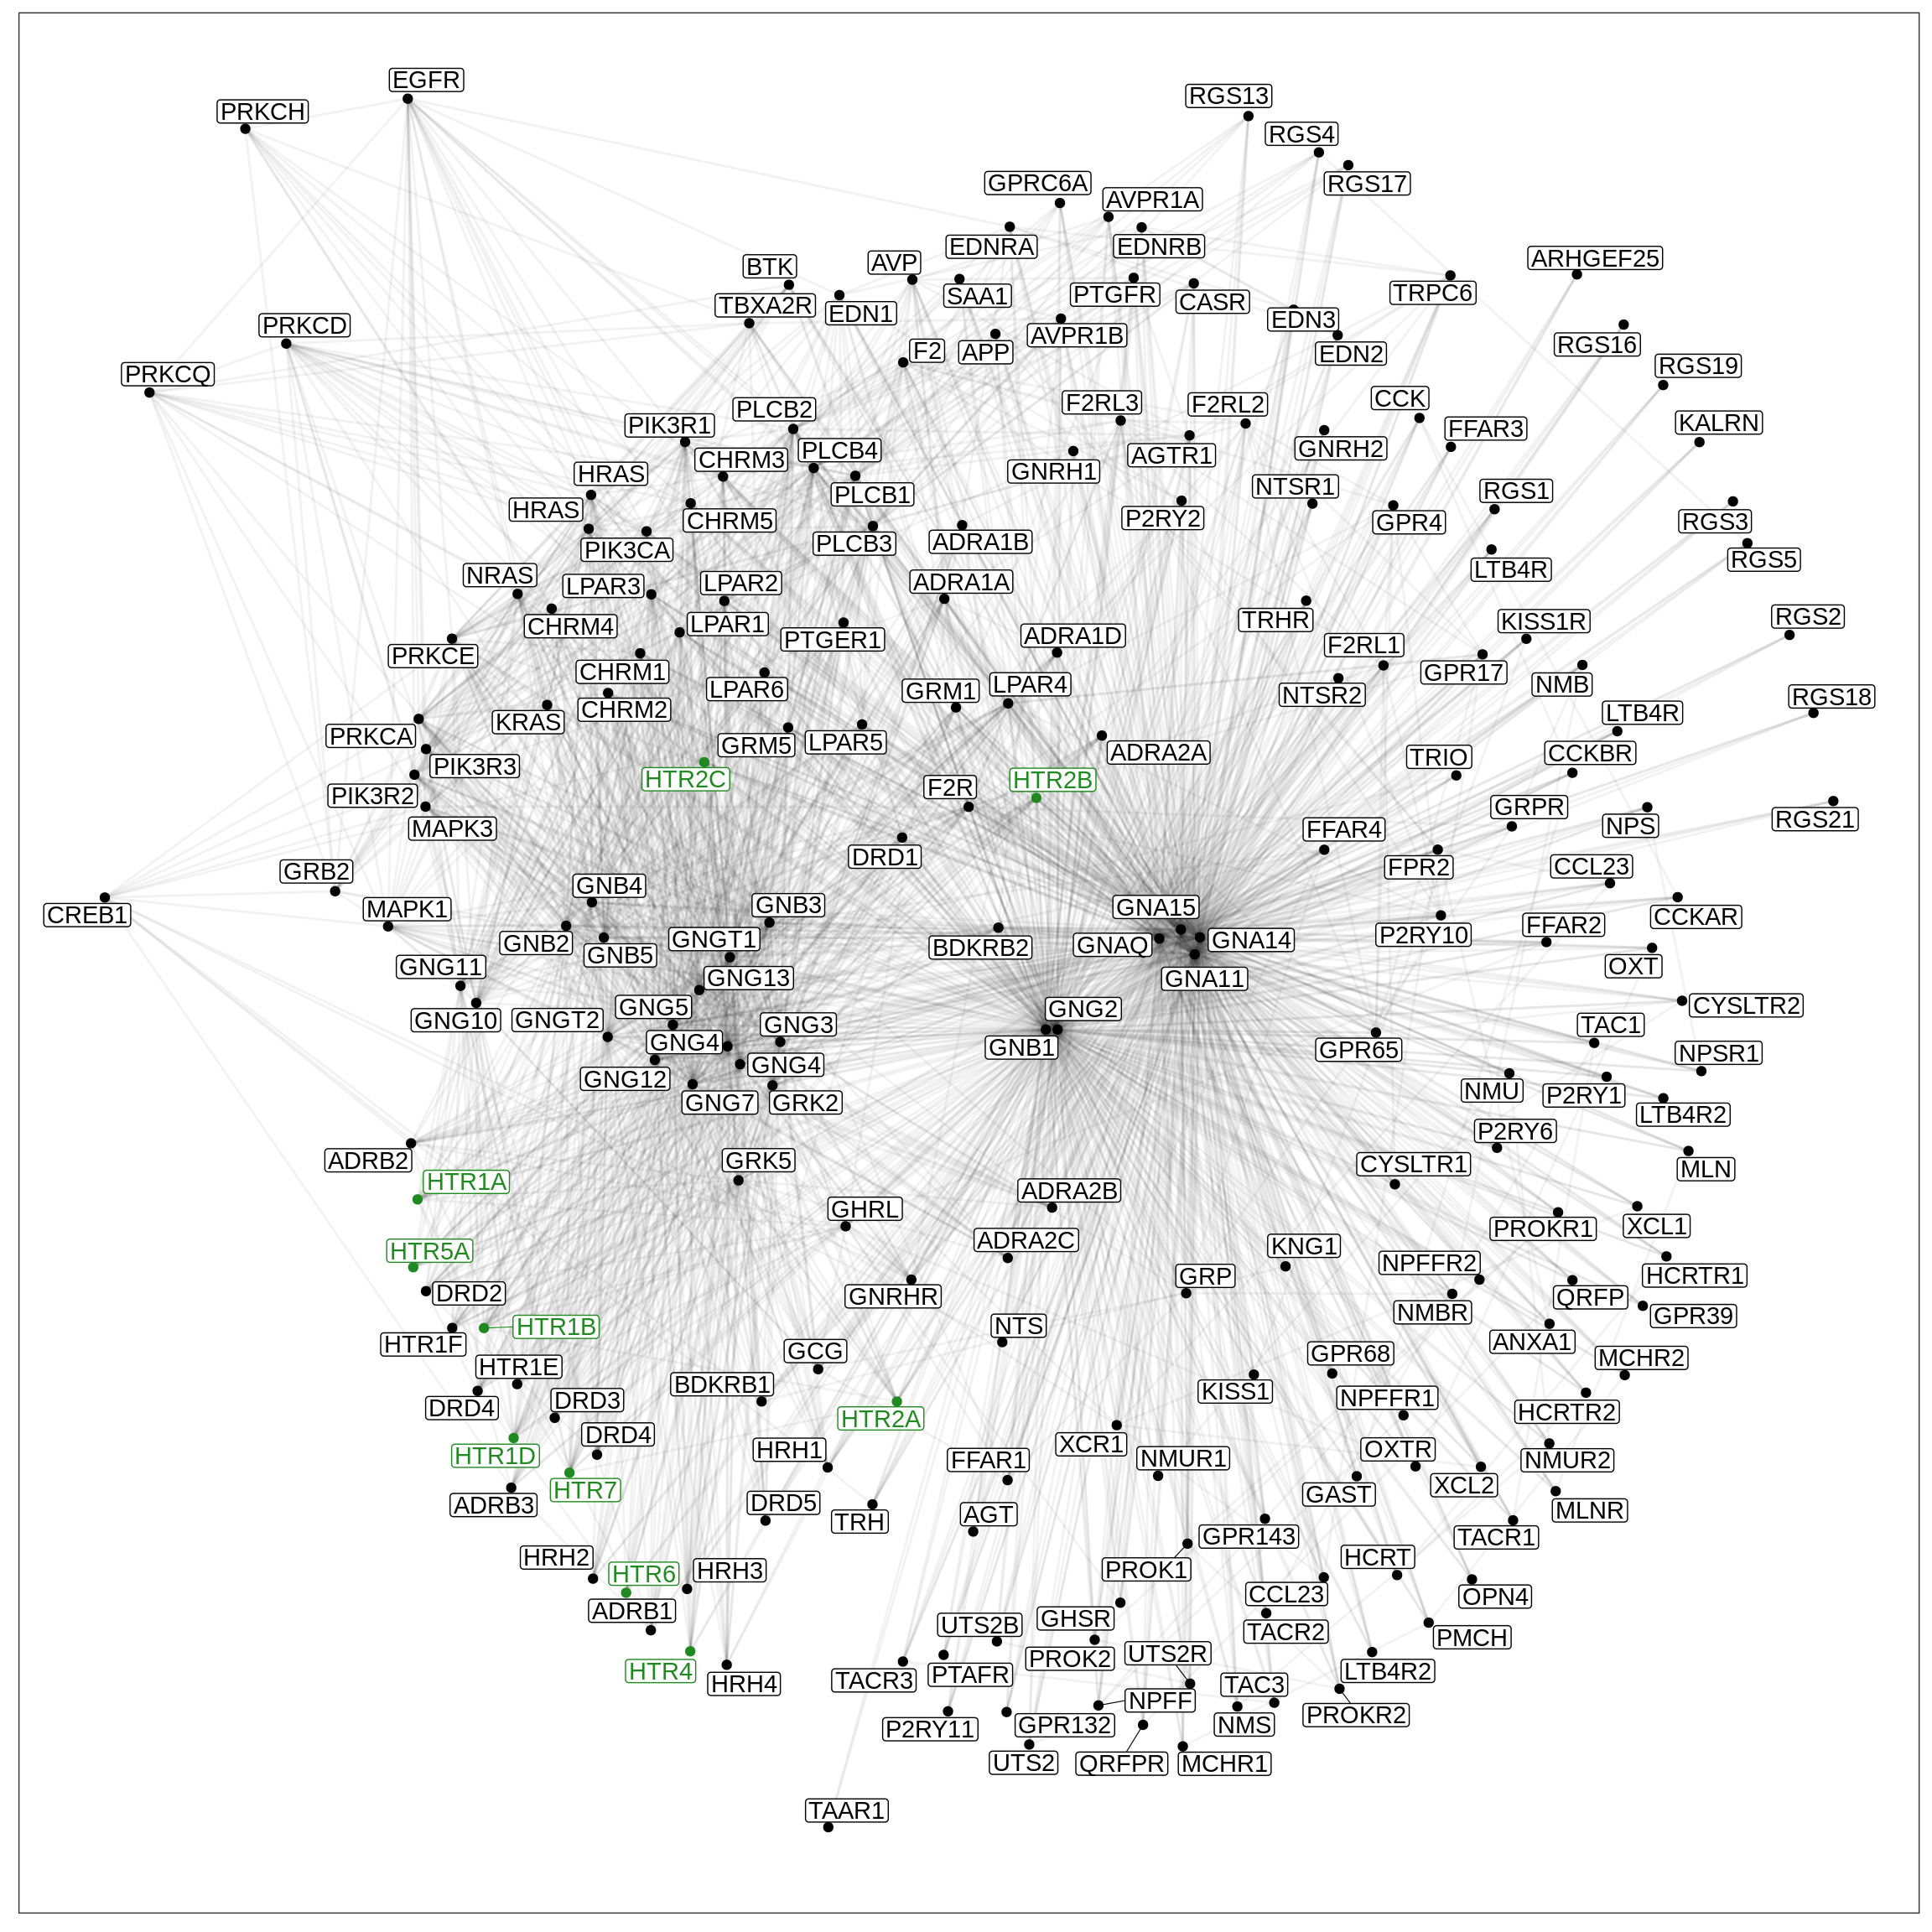 EGFR
PRKCH
RGS13
RGS4
RGS17
GPRC6A
AVPR1A
EDNRA
EDNRB
ARHGEF25
BTK
AVP
SAA1
PTGFR
CASR
TRPC6
TBXA2R
EDN1
PRKCD
EDN3
AVPR1B
F2
APP
EDN2
RGS16
RGS19
PRKCQ
PLCB2
F2RL3
F2RL2
CCK
KALRN
PIK3R1
FFAR3
PLCB4
CHRM3
AGTR1
GNRH2
GNRH1
HRAS
PLCB1
NTSR1
RGS1
HRAS
CHRM5
P2RY2
GPR4
RGS3
PIK3CA
PLCB3
ADRA1B
LTB4R
RGS5
NRAS
LPAR3
LPAR2
ADRA1A
CHRM4
LPAR1
PTGER1
ADRA1D
TRHR
KISS1R
RGS2
PRKCE
F2RL1
CHRM1
GPR17
LPAR6
GRM1
LPAR4
NMB
NTSR2
RGS18
CHRM2
KRAS
LTB4R
PRKCA
GRM5
LPAR5
ADRA2A
CCKBR
TRIO
PIK3R3
HTR2C
HTR2B
F2R
PIK3R2
GRPR
NPS
RGS21
MAPK3
FFAR4
DRD1
FPR2
CCL23
GRB2
GNB4
GNB3
GNA15
MAPK1
CREB1
CCKAR
FFAR2
GNB2
GNGT1
GNAQ
GNA14
BDKRB2
P2RY10
GNB5
GNG11
GNG13
GNA11
OXT
GNG5
GNG2
CYSLTR2
GNG10
GNGT2
GNG3
TAC1
GNG4
GNB1
GPR65
NPSR1
GNG4
GNG12
NMU
P2RY1
GNG7
GRK2
LTB4R2
P2RY6
ADRB2
GRK5
CYSLTR1
MLN
HTR1A
ADRA2B
GHRL
PROKR1
XCL1
HTR5A
ADRA2C
KNG1
NPFFR2
GRP
HCRTR1
DRD2
GNRHR
QRFP
NMBR
GPR39
HTR1B
NTS
HTR1F
ANXA1
GCG
GPR68
MCHR2
HTR1E
BDKRB1
KISS1
NPFFR1
DRD3
DRD4
HTR2A
HCRTR2
DRD4
XCR1
HRH1
OXTR
HTR1D
FFAR1
NMUR1
NMUR2
XCL2
HTR7
GAST
ADRB3
DRD5
AGT
MLNR
TRH
GPR143
TACR1
HRH2
HCRT
HTR6
HRH3
PROK1
CCL23
OPN4
ADRB1
GHSR
UTS2B
TACR2
PMCH
UTS2R
PROK2
HTR4
LTB4R2
PTAFR
TACR3
HRH4
TAC3
NPFF
PROKR2
GPR132
NMS
P2RY11
UTS2
QRFPR
MCHR1
TAAR1